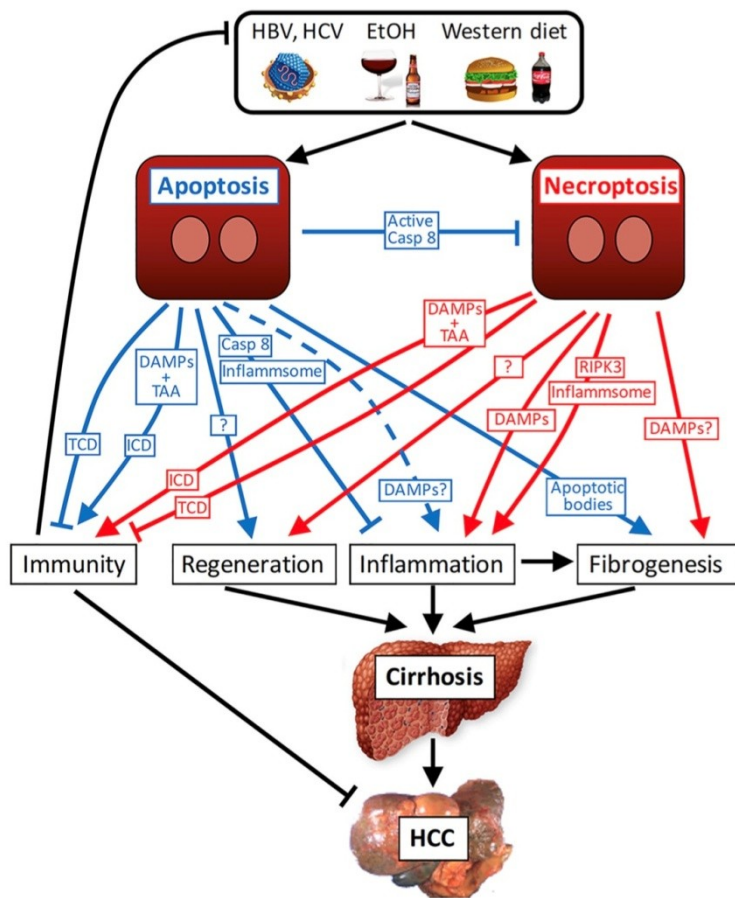 HBV, HCV
EtOH
Western diet
Apoptosis
Necroptosis
Active
Casp 8
DAMPs
+
TAA
Casp 8
Inflammsome
DAMPs
+
TAA
?
RIPK3
Inflammsome
TCD
ICD
?
DAMPs
DAMPs?
ICD
TCD
DAMPs?
Apoptotic
bodies
Immunity
Regeneration
Inflammation
Fibrogenesis
Cirrhosis
HCC